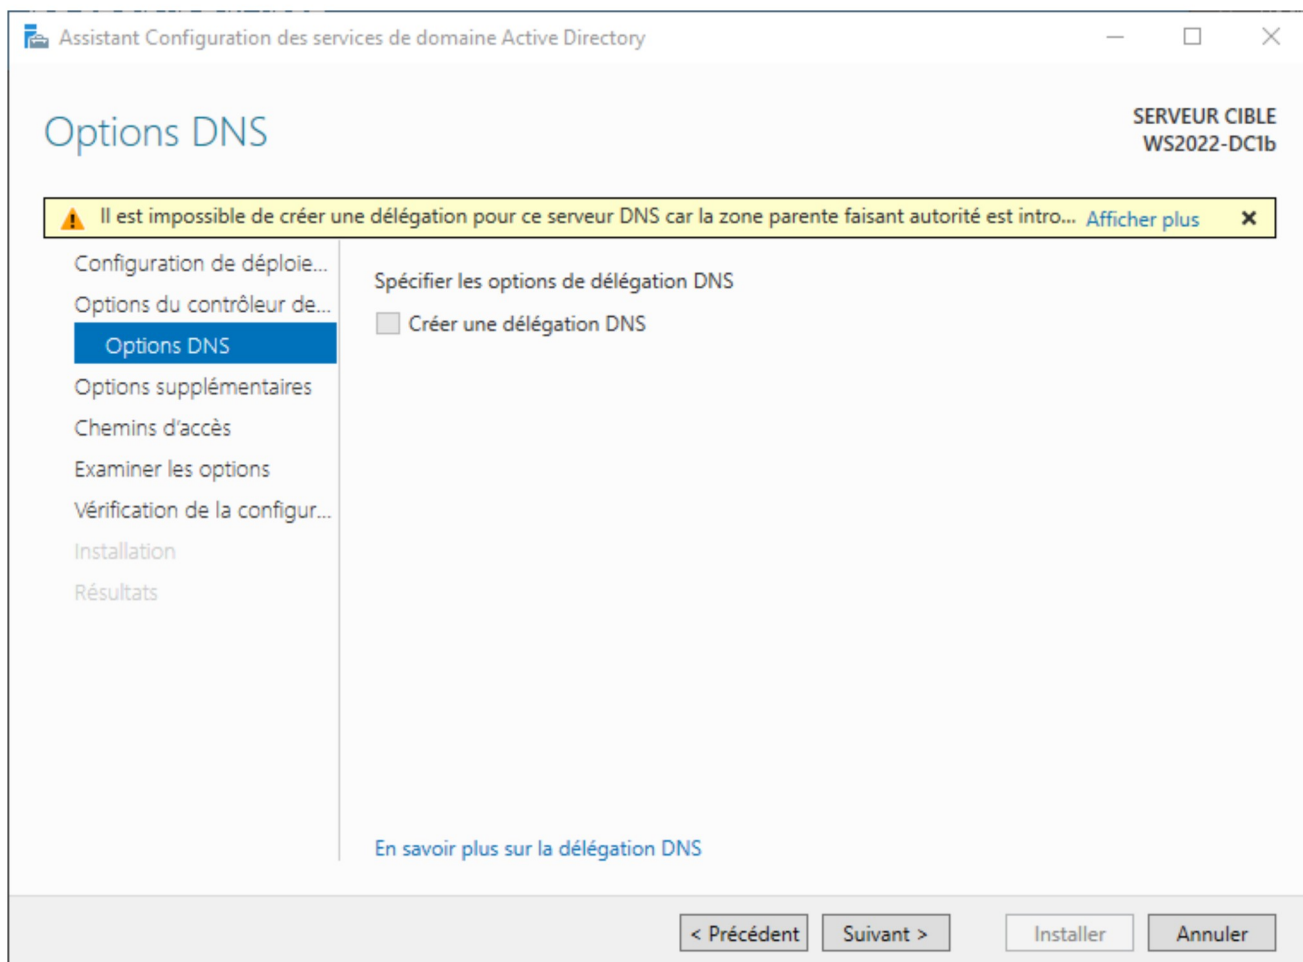 Assistant Configuration des services de domaine Active Directory
Options DNS
SERVEUR CIBLE
WS2022-DC1b
Il est impossible de créer une délégation pour ce serveur DNS car la zone parente faisant autorité est intro... Afficher plus
Configuration de déploie...
Options du contrôleur de...
Options DNS
Options supplémentaires
Chemins d'accès
Examiner les options
Vérification de la configur...
Installation
Résultats
Spécifier les options de délégation DNS
Créer une délégation DNS
En savoir plus sur la délégation DNS
< Précédent
Suivant >
Installer
Annuler